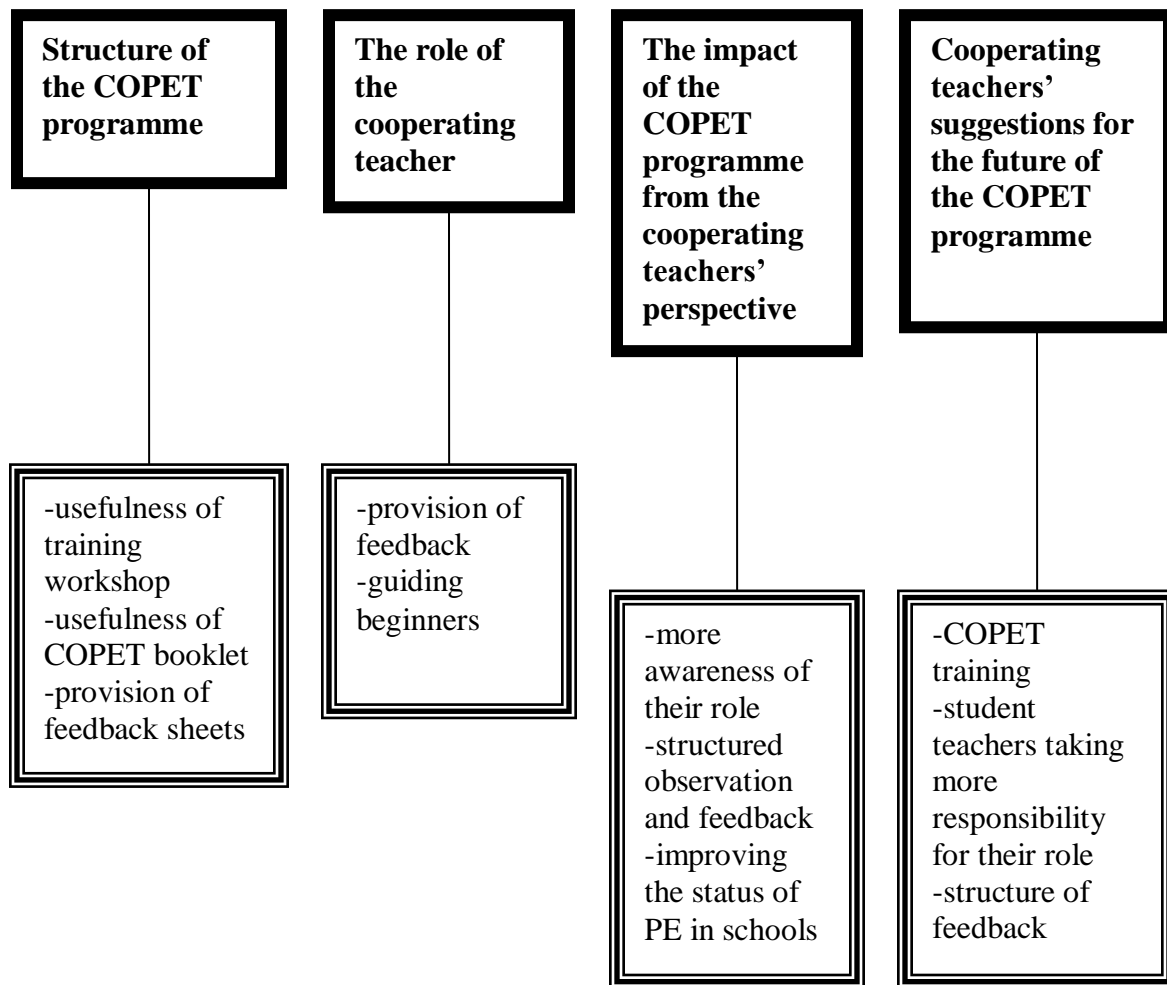 Structure of
the COPET
programme
The role of
the
cooperating
teacher
The impact
of the
COPET
programme
from the
cooperating
teachers’
perspective
Cooperating
teachers’
suggestions for
the future of
the COPET
programme
-usefulness of
training
workshop
-usefulness of
COPET booklet
-provision of
feedback sheets
-provision of
feedback
-guiding
beginners
-more
awareness of
their role
-structured
observation
and feedback
-improving
the status of
PE in schools
-COPET
training
-student
teachers taking
more
responsibility
for their role
-structure of
feedback